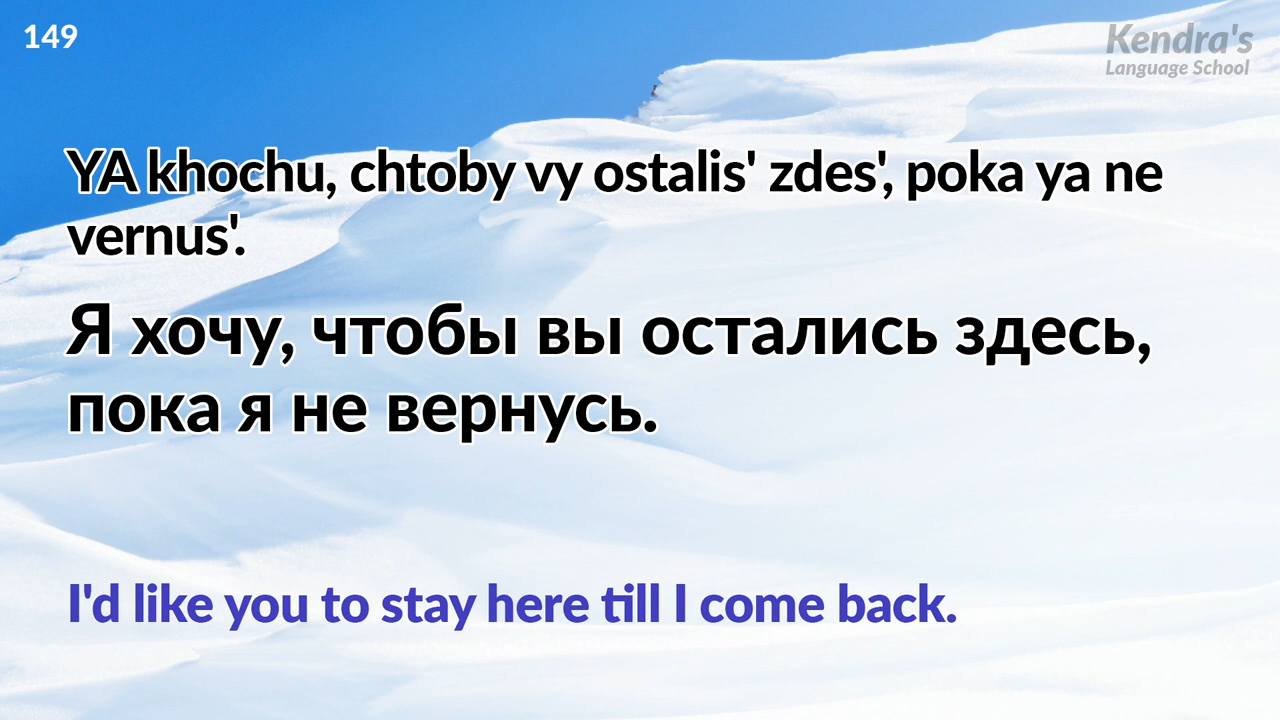 149
Kendra's
Language School
YA khochu, chtoby vy ostalis' zdes', poka ya ne
vernus'.
Я хочу, чтобы вы остались здесь,
пока я не вернусь.
I'd like you to stay here till I come back.